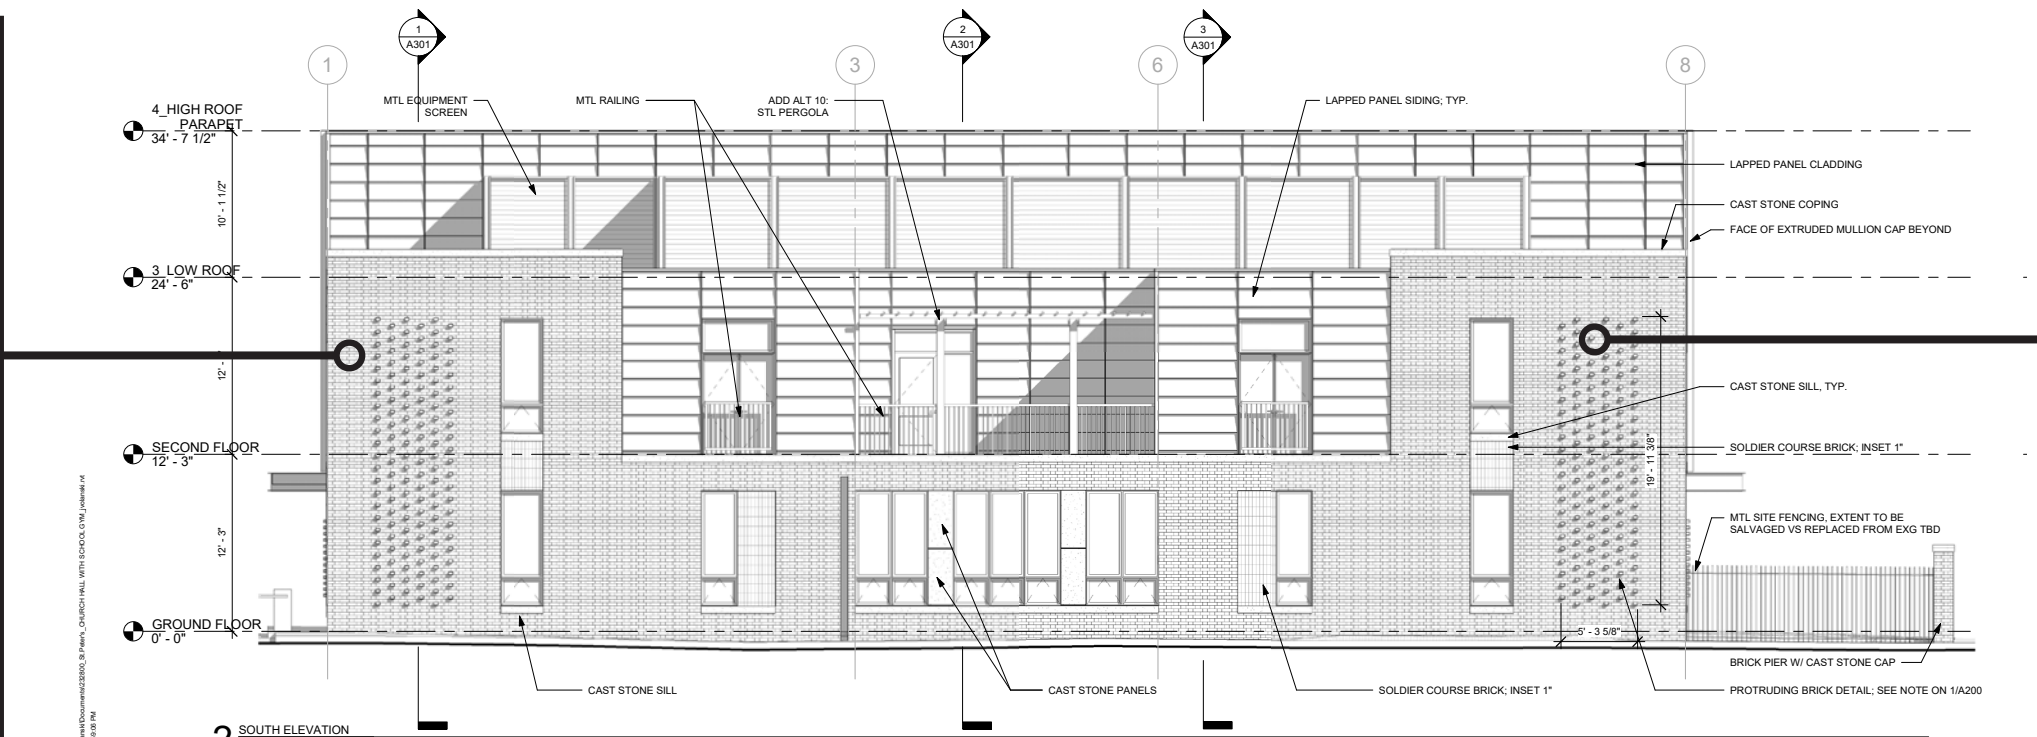 1
A301
2
A301
3
A301
1
3
6
8
MTL EQUIPMENT
SCREEN
MTL RAILING
ADD ALT 10:
STL PERGOLA
LAPPED PANEL SIDING; TYP.
4_HIGH ROOF
PARAPET
34' - 7 1/2"
LAPPED PANEL CLADDING
10' - 1 1/2"
CAST STONE COPING
FACE OF EXTRUDED MULLION CAP BEYOND
3_LOW ROOF
24' - 6"
12' -
CAST STONE SILL, TYP.
SECOND FLOOR
12' - 3"
SOLDIER COURSE BRICK; INSET 1"
19' - 11 3/8"
MTL SITE FENCING, EXTENT TO BE
SALVAGED VS REPLACED FROM EXG TBD
12' - 3"
GROUND FLOOR
0' - 0"
5' - 3 5/8"
BRICK PIER W/ CAST STONE CAP
CAST STONE SILL
CAST STONE PANELS
SOLDIER COURSE BRICK; INSET 1"
PROTRUDING BRICK DETAIL; SEE NOTE ON 1/A200
2 SOUTH ELEVATION